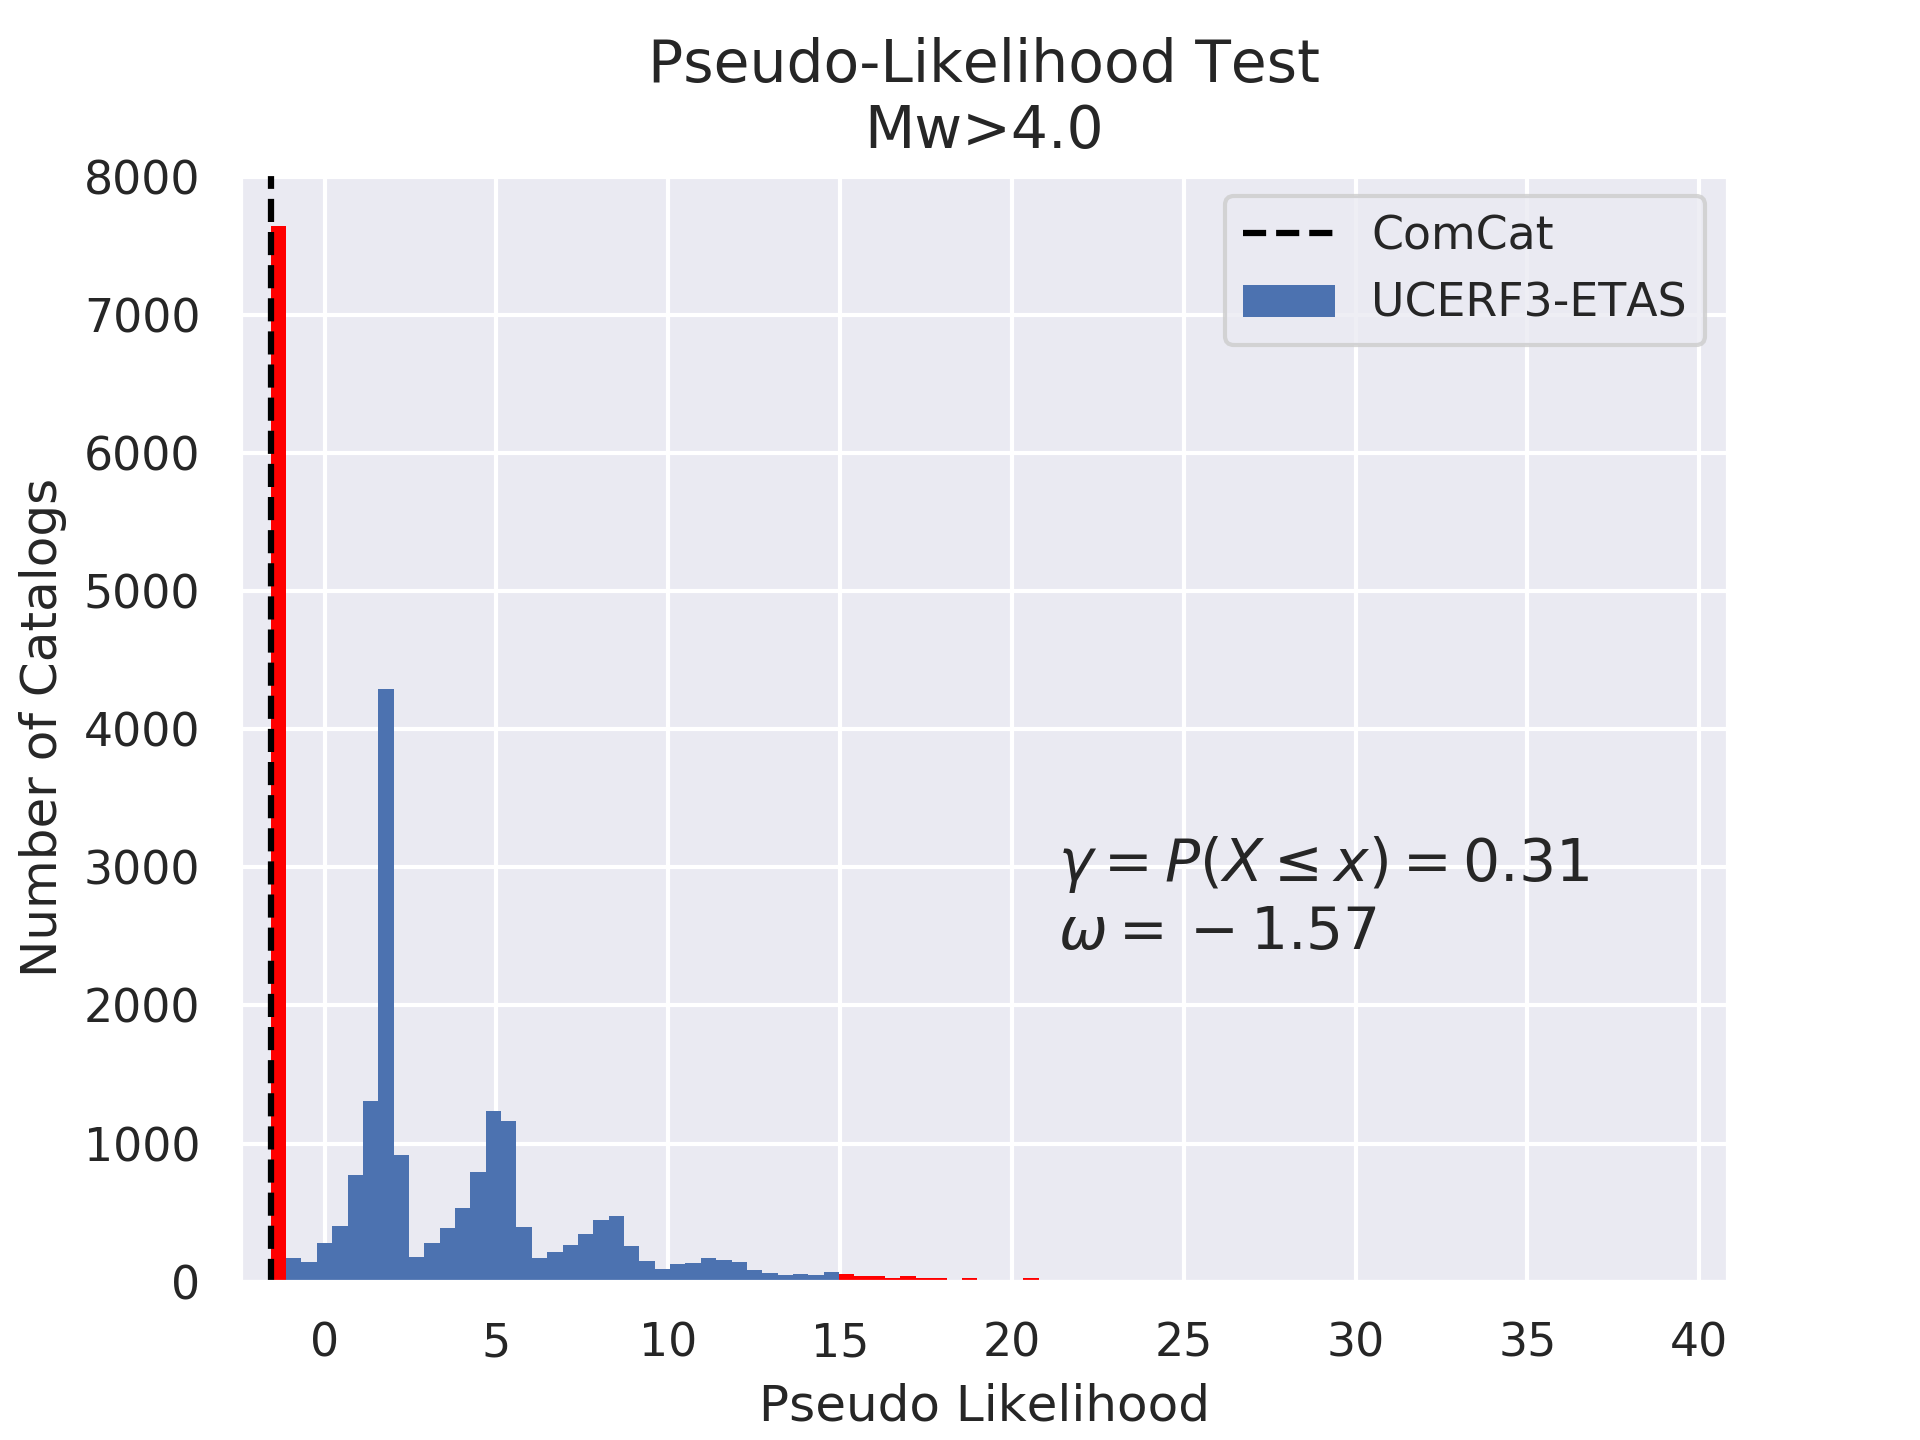 Pseudo-Likelihood Test
Mw>4.0
8000
7000
6000
5000
4000
3000
2000
1000
0
Number of Catalogs
ComCat
UCERF3-ETAS
γ = P(X ≤ x) = 0.31
ω = − 1.57
0 5 10 15 20 25 30 35 40
Pseudo Likelihood